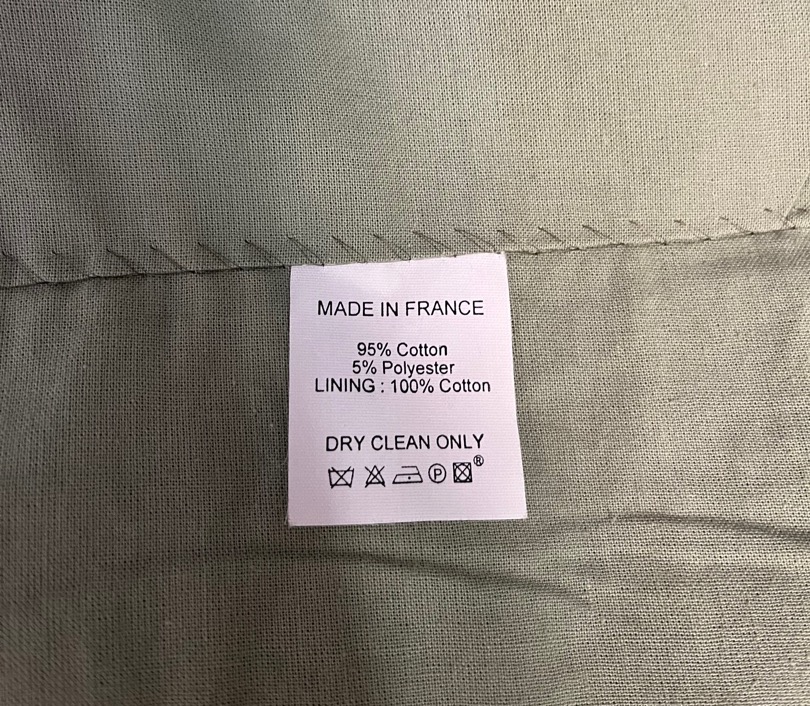 MADE IN FRANCE
95% Cotton
5% Polyester
LINING : 100% Cotton
DRY CLEAN ONLY
P ®